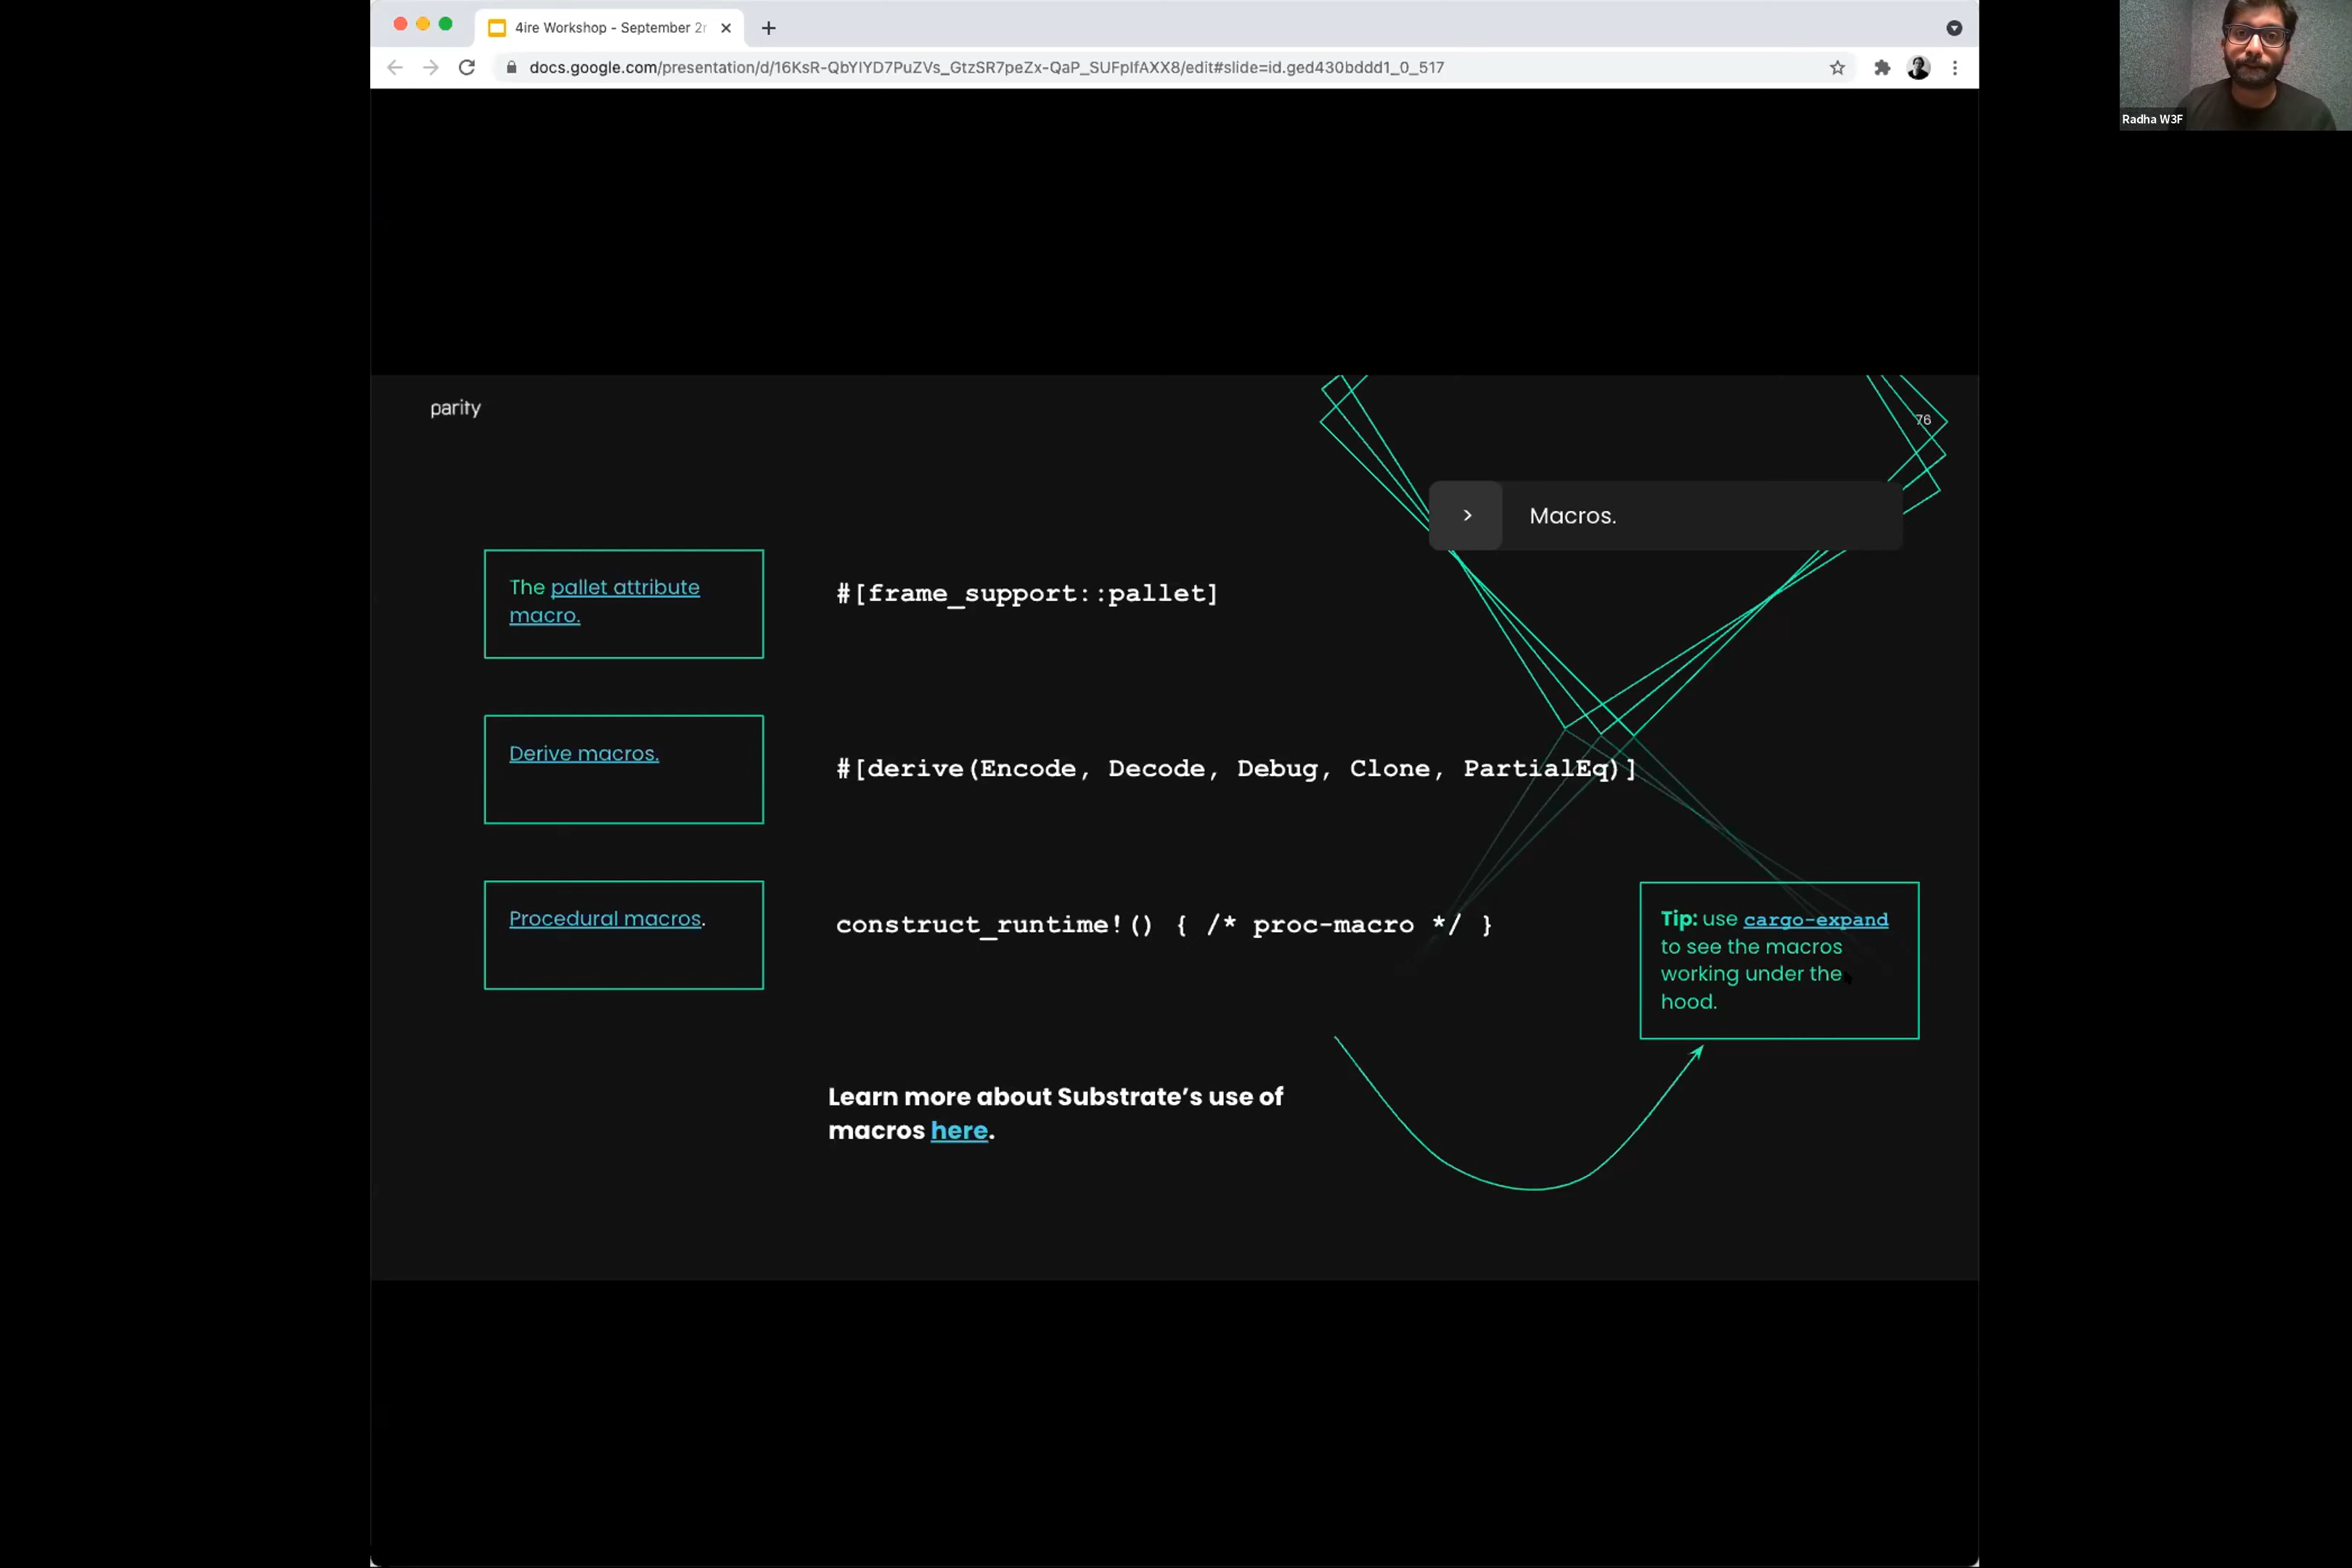 4ire Workshop - September 2
docs.google.com/presentation/d/16KsR-QbYIYD7PuZVs_GtzSR7peZx-QaP_SUFpIfAXX8/edit#slide=id.ged430bddd1_0_517
Radha W3F
parity
76
Macros.
The pallet attribute
macro.
#[frame_support::pallet]
Derive macros.
#[derive(Encode, Decode, Debug, Clone, PartialEq)]
Procedural macros.
construct_runtime!() { /* proc-macro */ }
Tip: use cargo-expand
to see the macros
working under the
hood.
Learn more about Substrate’s use of
macros here.